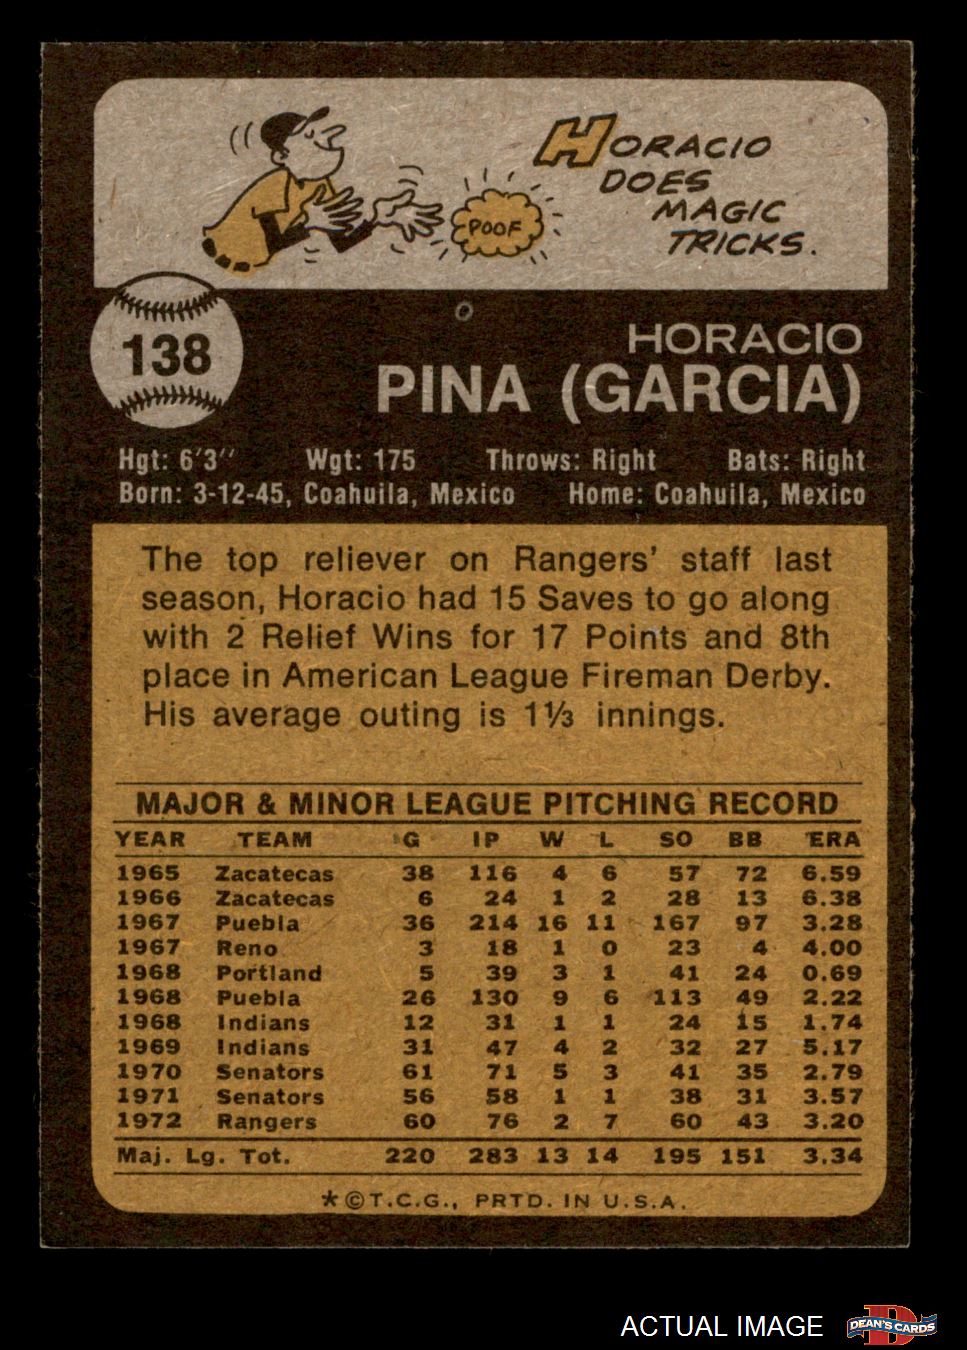 HORACIO
DOES
MAGIC
TRICKS.
POOF
138
HORACIO
PINA (GARCIA)
Hgt: 6'3" Wgt: 175 Throws: Right Bats: Right
Born: 3-12-45, Coahuila, Mexico Home: Coahuila, Mexico
The top reliever on Rangers' staff last
season, Horacio had 15 Saves to go along
with 2 Relief Wins for 17 Points and 8th
place in American League Fireman Derby.
His average outing is 1⅓ innings.
MAJOR & MINOR LEAGUE PITCHING RECORD
YEAR TEAM G IP W L SO BB ERA
1965 Zacatecas 38 116 4 6 57 72 6.59
1966 Zacatecas 6 24 1 2 28 13 6.38
1967 Puebla 36 214 16 11 167 97 3.28
1967 Reno 3 18 1 0 23 4 4.00
1968 Portland 5 39 3 1 41 24 0.69
1968 Puebla 26 130 9 6 113 49 2.22
1968 Indians 12 31 1 1 24 15 1.74
1969 Indians 31 47 4 2 32 27 5.17
1970 Senators 61 71 5 3 41 35 2.79
1971 Senators 56 58 1 1 38 31 3.57
1972 Rangers 60 76 2 7 60 43 3.20
Maj. Lg. Tot. 220 283 13 14 195 151 3.34
*©T.C.G., PRTD. IN U.S.A.
ACTUAL IMAGE
DEAN'S CARDS